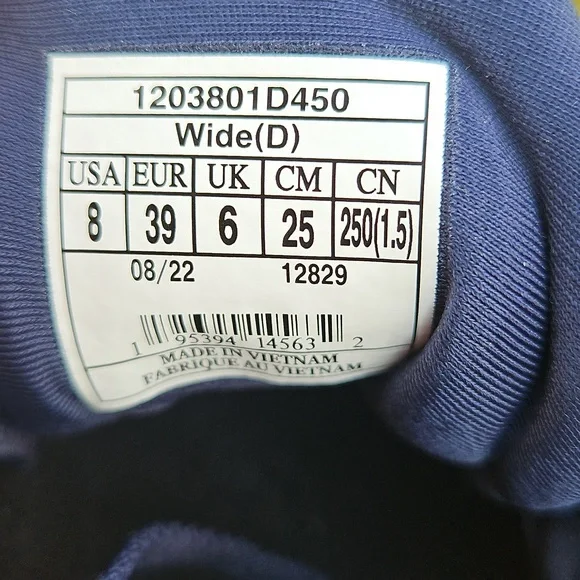 1203801D450
Wide(D)
USA EUR UK CM CN
8 39 6 25 250(1.5)
08/22 12829
1 95394 14563 2
MADE IN VIETNAM
FABRIQUE AU VIETNAM